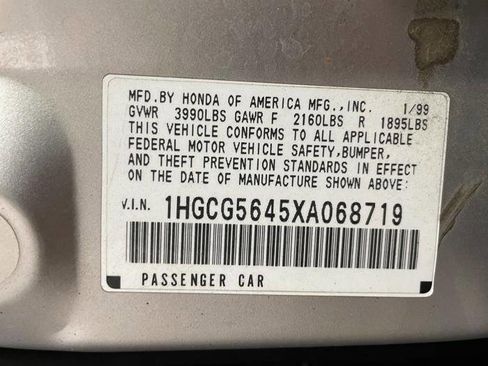 MFD.BY HONDA OF AMERICA MFG.,INC. 1/99
GVWR 3990LBS GAWR F 2160LBS R 1895LBS
THIS VEHICLE CONFORMS TO ALL APPLICABLE
FEDERAL MOTOR VEHICLE SAFETY,BUMPER,
AND THEFT PREVENTION STANDARDS IN EFFECT
ON THE DATE OF MANUFACTURE SHOWN ABOVE:
V.I.N. 1HGCG5645XA068719
PASSENGER CAR